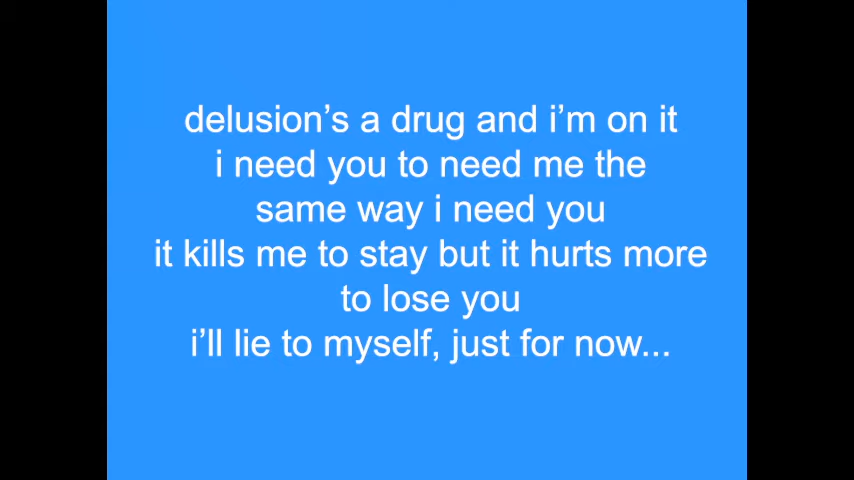 delusion’s a drug and i’m on it
i need you to need me the
same way i need you
it kills me to stay but it hurts more
to lose you
i’ll lie to myself, just for now...